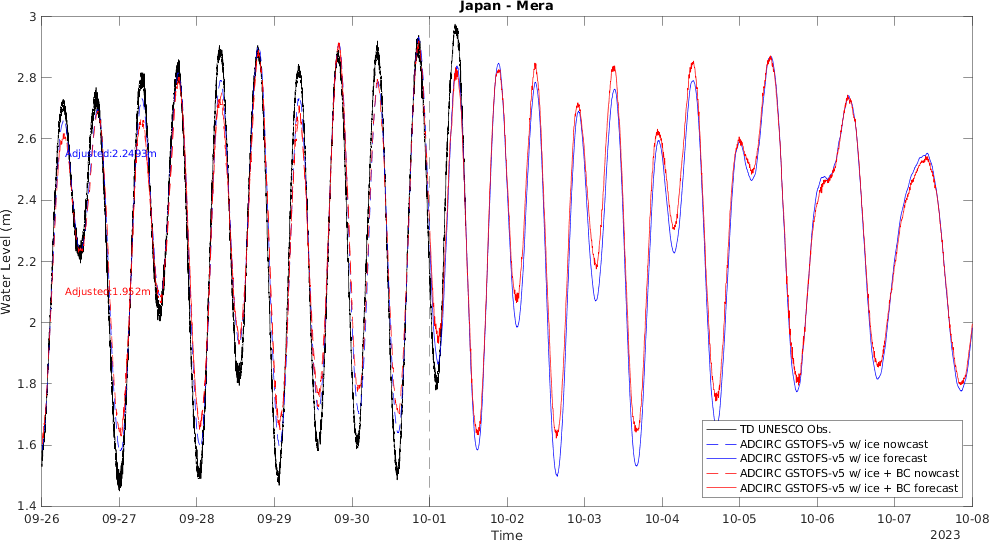 Japan - Mera
Water Level (m)
3
2.8
2.6
2.4
2.2
2
1.8
1.6
1.4
Adjusted:2.2493m
Adjusted:1.952m
TD UNESCO Obs.
ADCIRC GSTOFS-v5 w/ ice nowcast
ADCIRC GSTOFS-v5 w/ ice forecast
ADCIRC GSTOFS-v5 w/ ice + BC nowcast
ADCIRC GSTOFS-v5 w/ ice + BC forecast
09-26 09-27 09-28 09-29 09-30 10-01 10-02 10-03 10-04 10-05 10-06 10-07 10-08
Time
2023